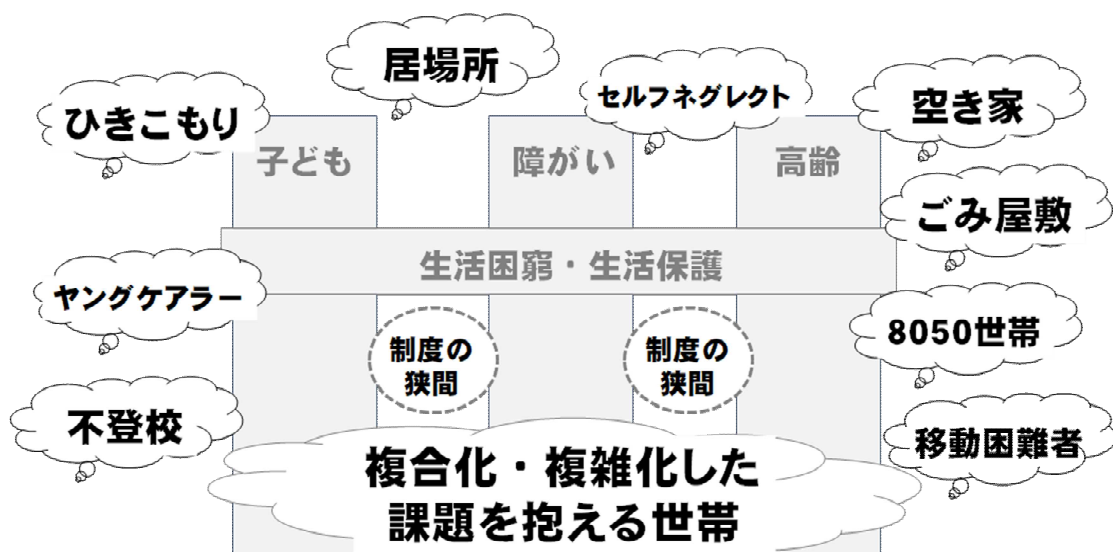 居場所
セルフネグレクト
空き家
ひきこもり
子ども
障がい
高齢
ごみ屋敷
生活困窮・生活保護
ヤングケアラー
8050世帯
制度の
狭間
制度の
狭間
不登校
移動困難者
複合化・複雑化した
課題を抱える世帯